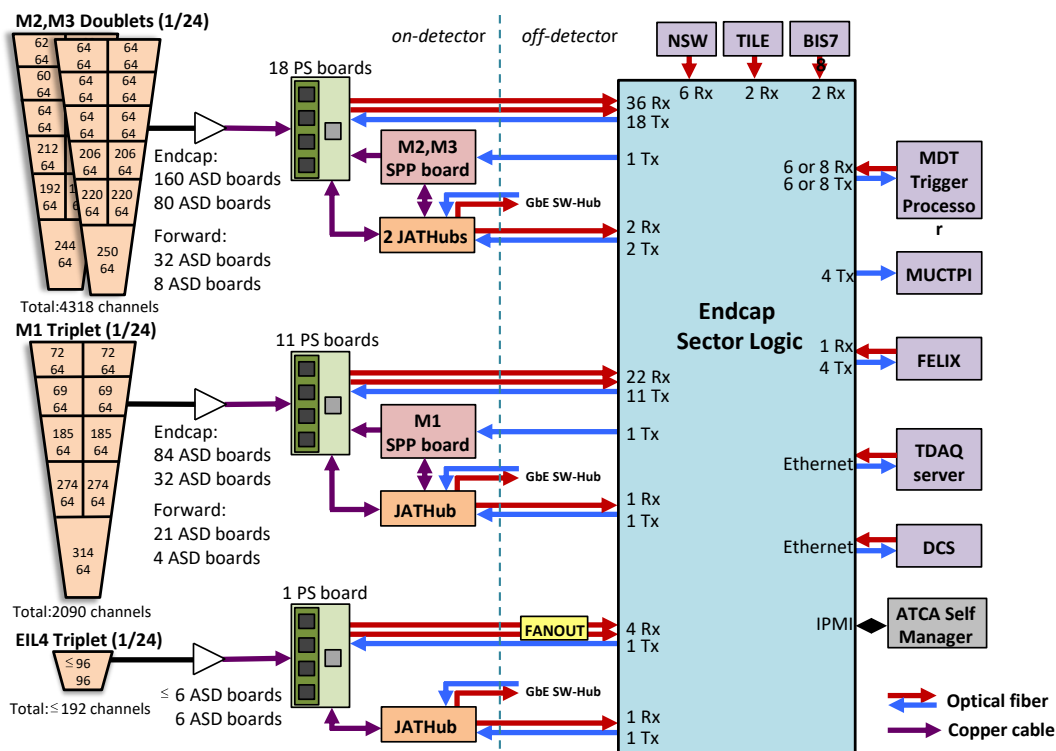 M2,M3 Doublets (1/24)
on-detector
off-detector
NSW
TILE
BIS7
8
6 Rx
2 Rx
2 Rx
62
64
60
64
64
64
212
64
192
64
244
64
64
64
64
64
64
64
64
64
64
64
64
64
206
64
206
64
220
64
220
64
250
64
Total:4318 channels
Endcap:
160 ASD boards
80 ASD boards
Forward:
32 ASD boards
8 ASD boards
18 PS boards
M2,M3
SPP board
2 JATHubs
GbE SW-Hub
36 Rx
18 Tx
1 Tx
2 Rx
2 Tx
Endcap
Sector Logic
6 or 8 Rx
6 or 8 Tx
MDT
Trigger
Processo
r
4 Tx
MUCTPI
1 Rx
4 Tx
FELIX
Ethernet
TDAQ
server
Ethernet
DCS
IPMI
ATCA Self
Manager
M1 Triplet (1/24)
72
64
72
64
69
64
69
64
185
64
185
64
274
64
274
64
314
64
Total:2090 channels
Endcap:
84 ASD boards
32 ASD boards
Forward:
21 ASD boards
4 ASD boards
11 PS boards
M1
SPP board
JATHub
GbE SW-Hub
22 Rx
11 Tx
1 Tx
1 Rx
1 Tx
EIL4 Triplet (1/24)
≤ 96
96
Total:≤192 channels
≤ 6 ASD boards
6 ASD boards
1 PS board
FANOUT
JATHub
GbE SW-Hub
4 Rx
1 Tx
1 Rx
1 Tx
Optical fiber
Copper cable